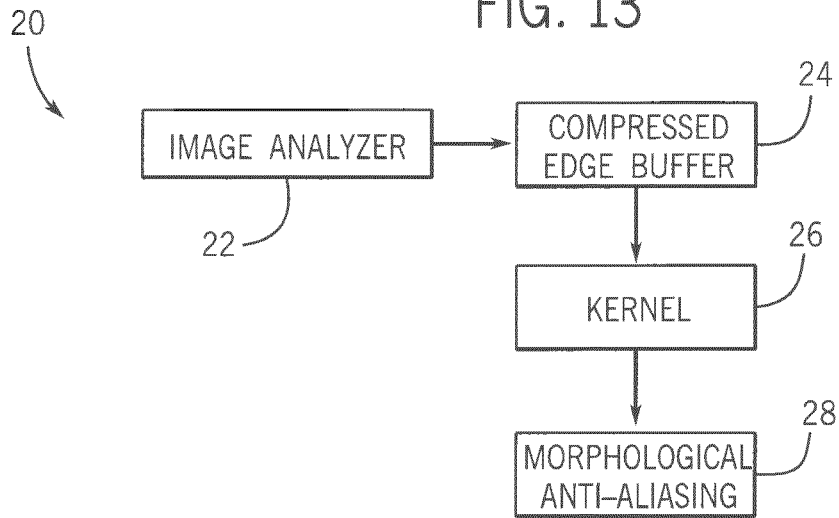 FIG. 13
20
IMAGE ANALYZER
22
COMPRESSED
EDGE BUFFER
24
KERNEL
26
MORPHOLOGICAL
ANTI–ALIASING
28